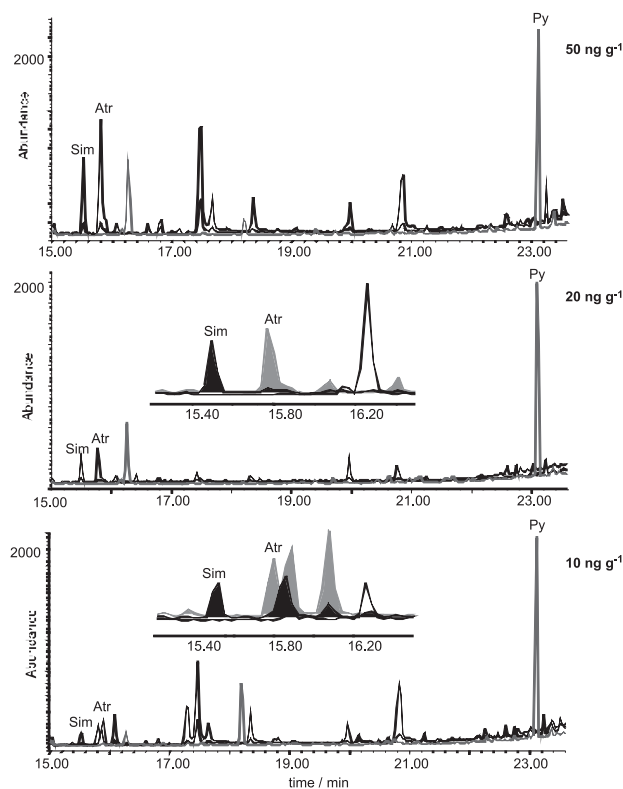 Py
50 ng g-1
2000
Atr
Sim
Abundance
15.00 17.00 19.00 21.00 23.00
Py
20 ng g-1
2000
Sim Atr
15.40 15.80 16.20
Abundance
Sim Atr
15.00 17.00 19.00 21.00 23.00
Py
10 ng g-1
2000
Sim Atr
15.40 15.80 16.20
Abundance
Sim Atr
15.00 17.00 19.00 21.00 23.00
time / min